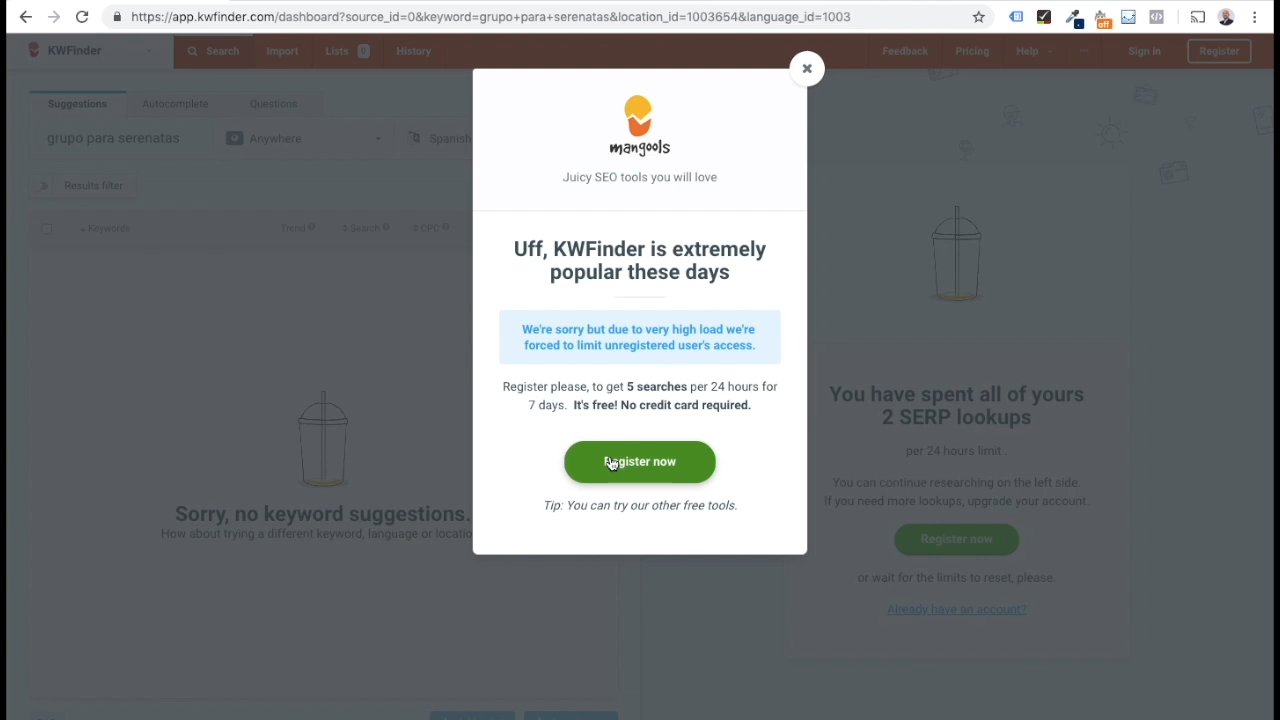 https://app.kwfinder.com/dashboard?source_id=0&keyword=grupo+para+serenatas&location_id=1003654&language_id=1003
off
KWFinder
Search
Import
Lists 0
History
Feedback
Pricing
Help
Sign in
Register
Suggestions
Autocomplete
Questions
grupo para serenatas
Anywhere
Spanish
Results filter
Keywords
Trend
Search
CPC
Sorry, no keyword suggestions.
How about trying a different keyword, language or locatio
mangools
Juicy SEO tools you will love
Uff, KWFinder is extremely
popular these days
We're sorry but due to very high load we're
forced to limit unregistered user's access.
Register please, to get 5 searches per 24 hours for
7 days. It's free! No credit card required.
Register now
Tip: You can try our other free tools.
You have spent all of yours
2 SERP lookups
per 24 hours limit .
You can continue researching on the left side.
If you need more lookups, upgrade your account.
Register now
or wait for the limits to reset, please.
Already have an account?